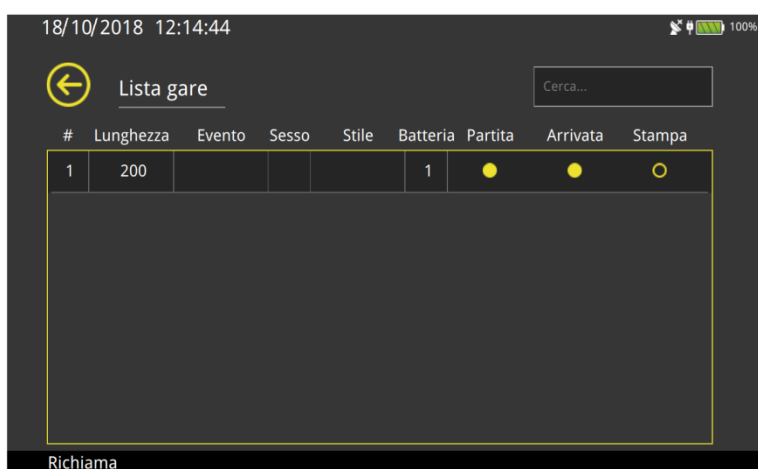 18/10/2018 12:14:44 100%
Lista gare Cerca...
# Lunghezza Evento Sesso Stile Batteria Partita Arrivata Stampa
1 200 1
Richiama